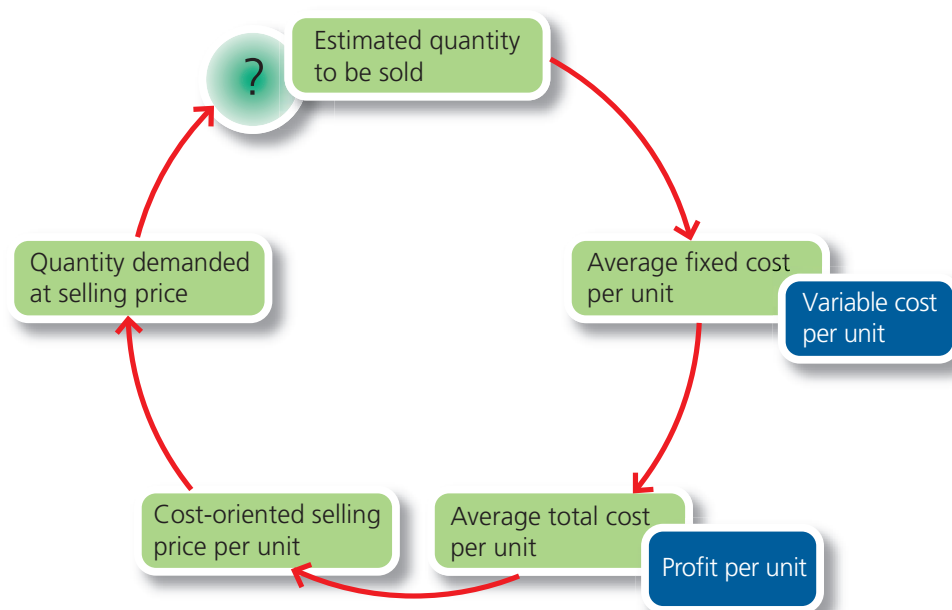 ?
Estimated quantity
to be sold
Average fixed cost
per unit
Variable cost
per unit
Average total cost
per unit
Profit per unit
Cost-oriented selling
price per unit
Quantity demanded
at selling price